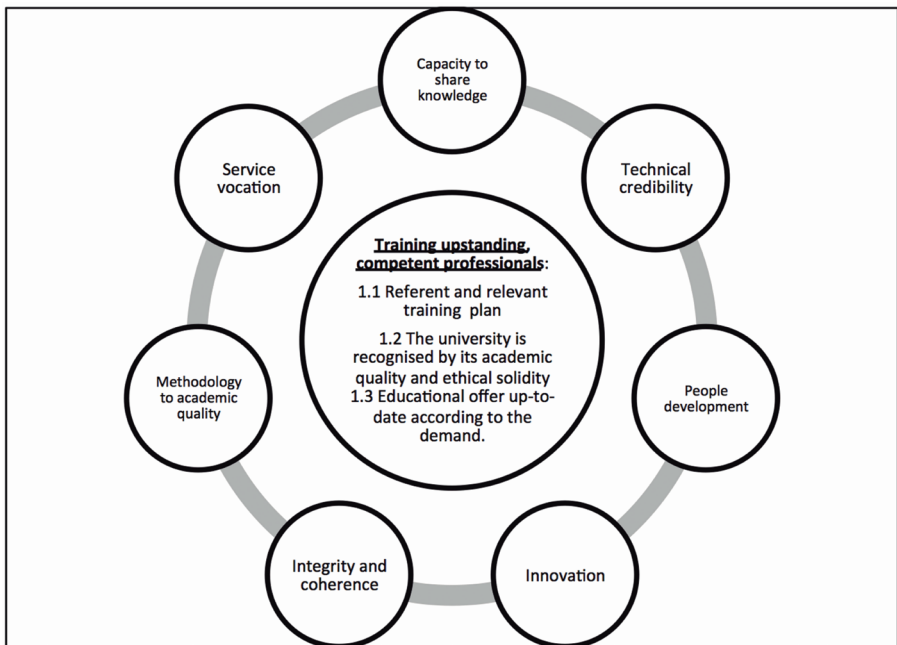 Capacity to
share
knowledge
Technical
credibility
People
development
Innovation
Integrity and
coherence
Methodology
to academic
quality
Service
vocation
Training upstanding,
competent professionals:
1.1 Referent and relevant
training plan
1.2 The university is
recognised by its academic
quality and ethical solidity
1.3 Educational offer up-to-
date according to the
demand.